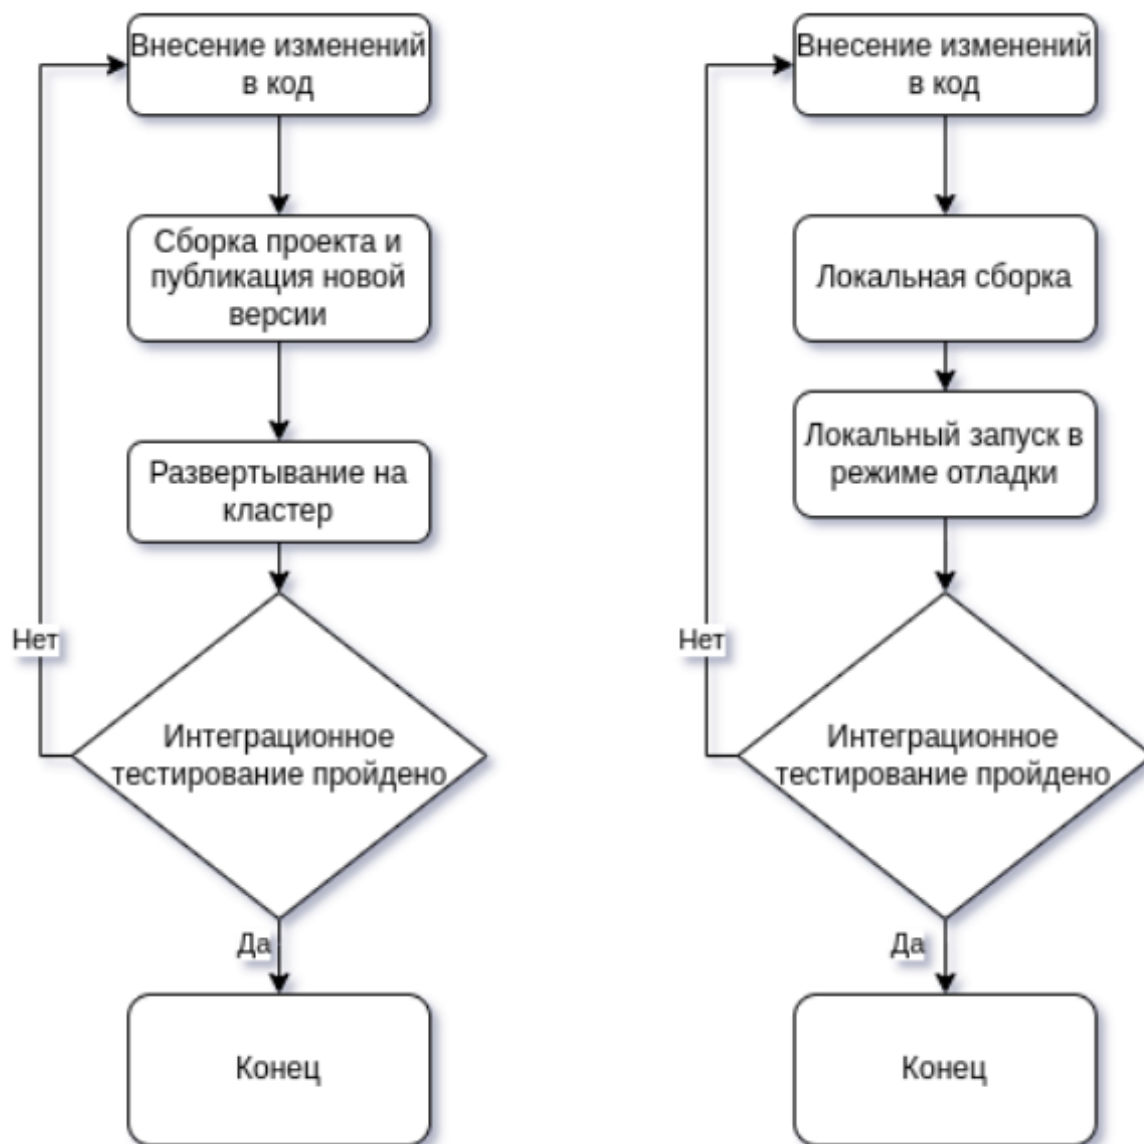 Внесение изменений
в код
Сборка проекта и
публикация новой
версии
Развертывание на
кластер
Нет
Интеграционное
тестирование пройдено
Да
Конец
Внесение изменений
в код
Локальная сборка
Локальный запуск в
режиме отладки
Нет
Интеграционное
тестирование пройдено
Да
Конец